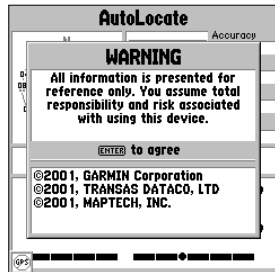 AutoLocate
Accuracy
WARNING
All information is presented for
reference only. You assume total
responsibility and risk associated
with using this device.
ENTER to agree
©2001, GARMIN Corporation
©2001, TRANSAS DATACO, LTD
©2001, MAPTECH, INC.
GPS